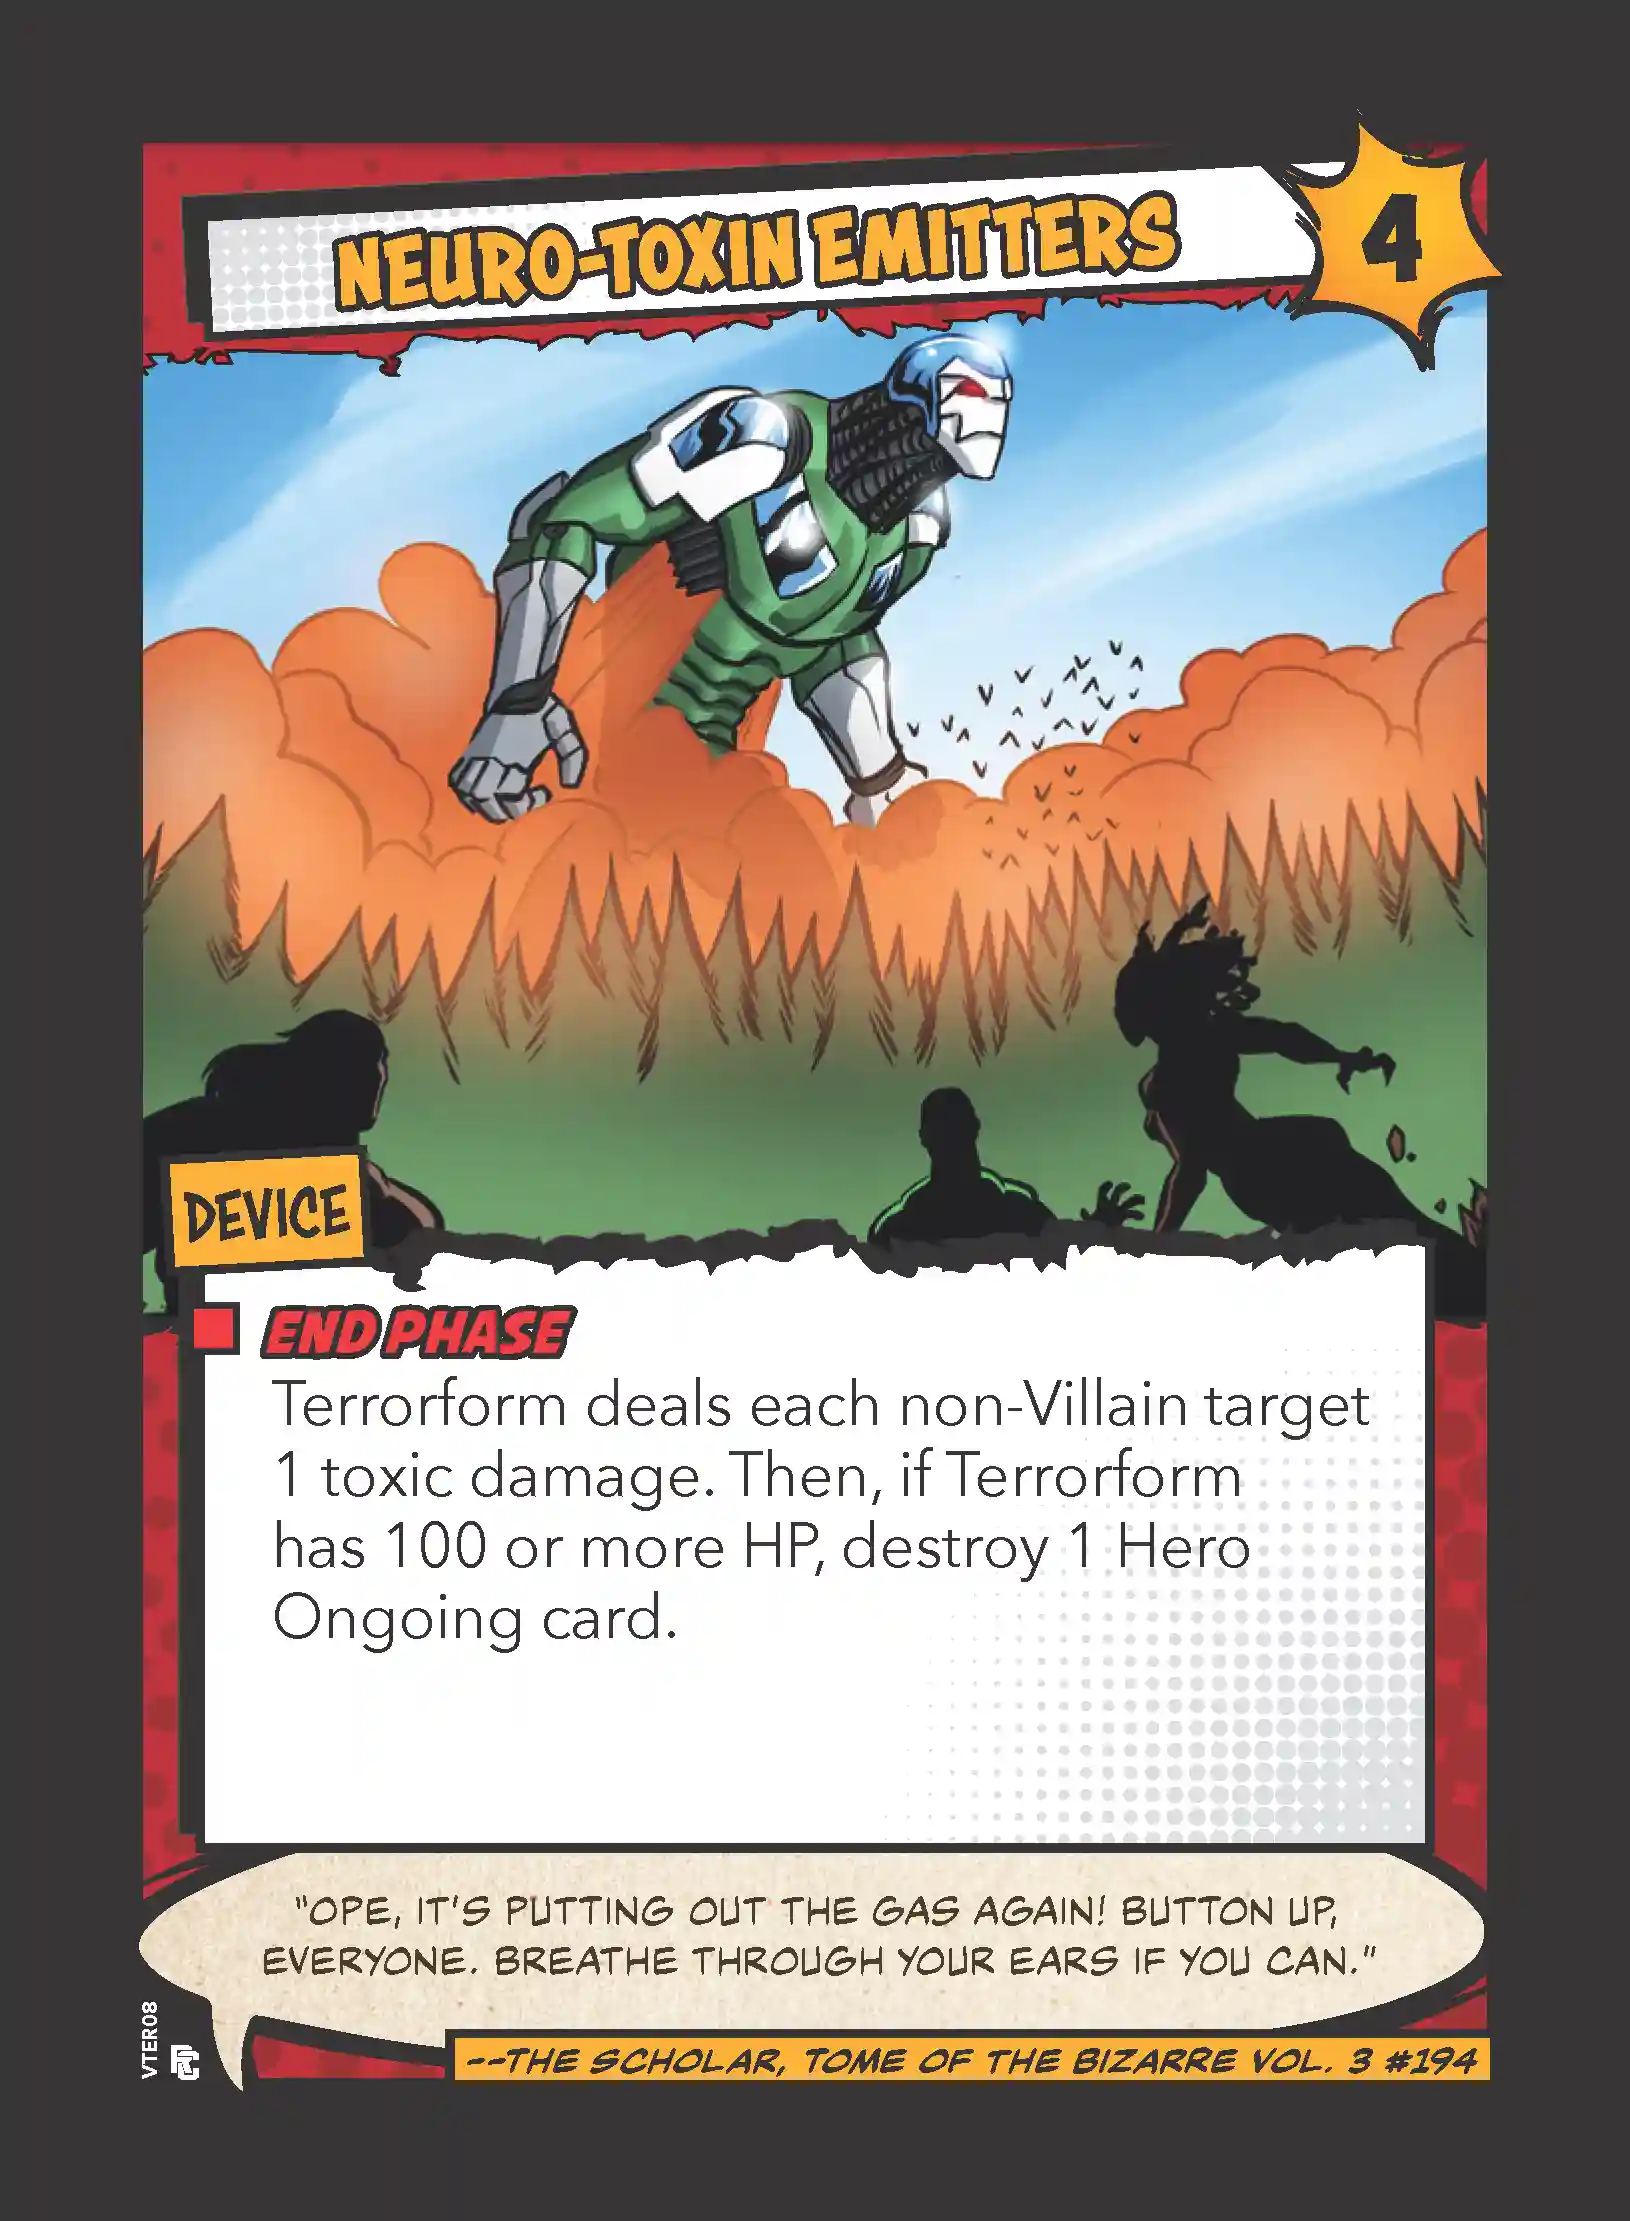 NEURO-TOXIN EMITTERS
4
DEVICE
END PHASE
Terrorform deals each non-Villain target
1 toxic damage. Then, if Terrorform
has 100 or more HP, destroy 1 Hero
Ongoing card.
"OPE, IT'S PUTTING OUT THE GAS AGAIN! BUTTON UP,
EVERYONE. BREATHE THROUGH YOUR EARS IF YOU CAN."
--THE SCHOLAR, TOME OF THE BIZARRE VOL. 3 #194
VTER08